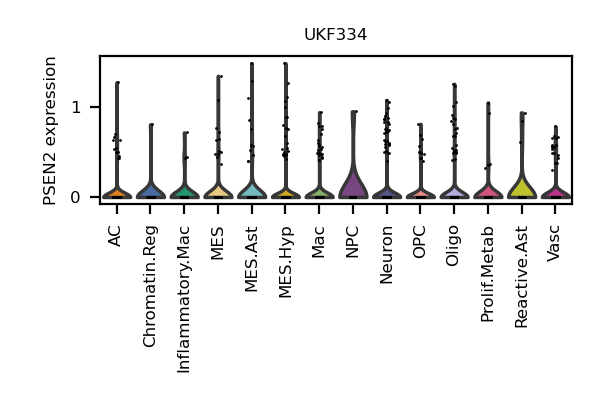 UKF334
PSEN2 expression
1
0
AC
Chromatin.Reg
Inflammatory.Mac
MES
MES.Ast
MES.Hyp
Mac
NPC
Neuron
OPC
Oligo
Prolif.Metab
Reactive.Ast
Vasc